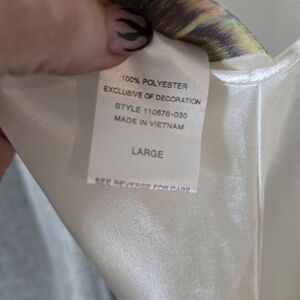 100% POLYESTER
EXCLUSIVE OF DECORATION
STYLE 110676-030
MADE IN VIETNAM
LARGE
SEE REVERSE FOR CARE